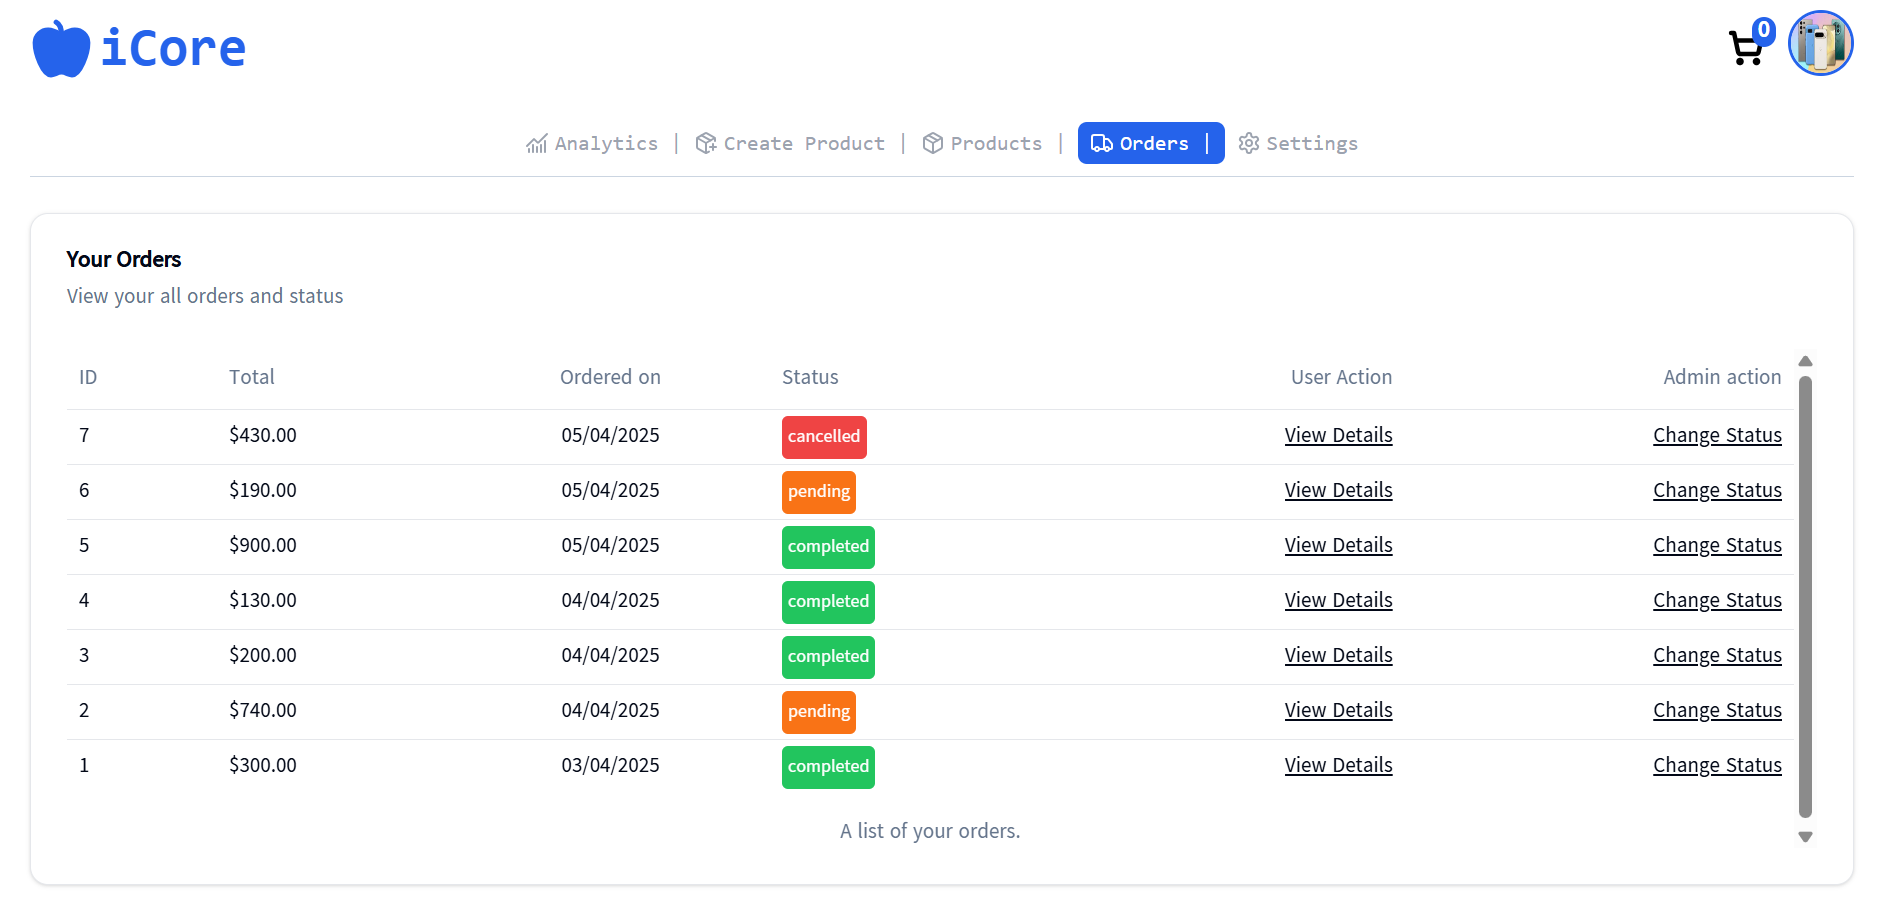 iCore
0
Analytics | Create Product | Products | Orders | Settings
Your Orders
View your all orders and status
ID Total Ordered on Status User Action Admin action
7 $430.00 05/04/2025 cancelled View Details Change Status
6 $190.00 05/04/2025 pending View Details Change Status
5 $900.00 05/04/2025 completed View Details Change Status
4 $130.00 04/04/2025 completed View Details Change Status
3 $200.00 04/04/2025 completed View Details Change Status
2 $740.00 04/04/2025 pending View Details Change Status
1 $300.00 03/04/2025 completed View Details Change Status
A list of your orders.